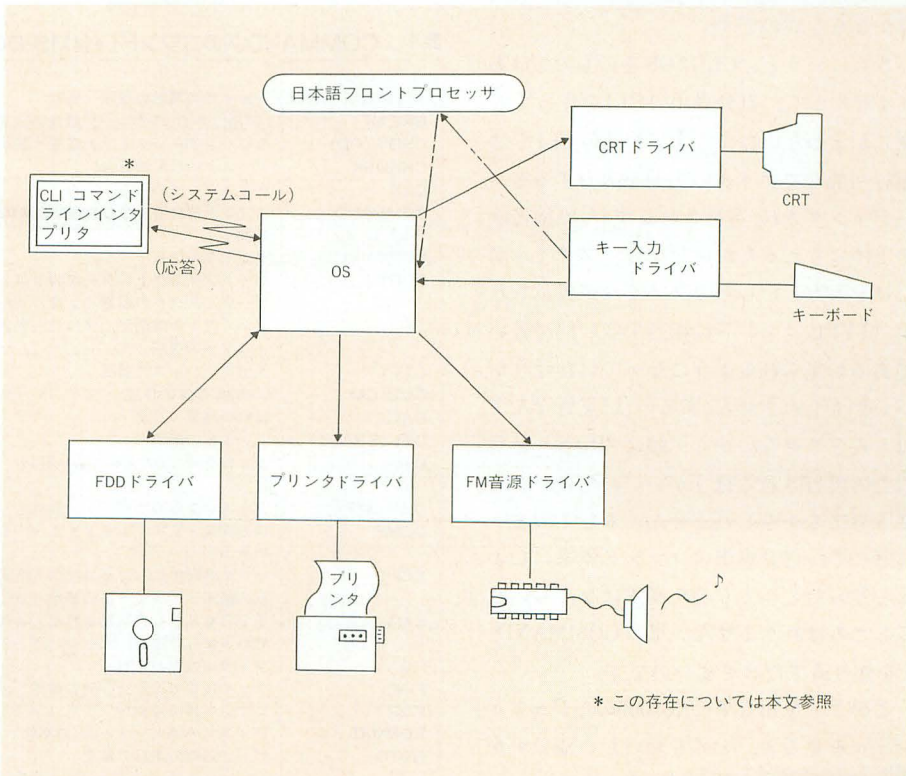 日本語フロントプロセッサ
CRTドライバ
CRT
*
CLI コマンド
ラインインタ
プリタ
(システムコール)
(応答)
OS
キー入力
ドライバ
キーボード
FDDドライバ
プリンタドライバ
FM音源ドライバ
プリ
ンタ
♪
* この存在については本文参照